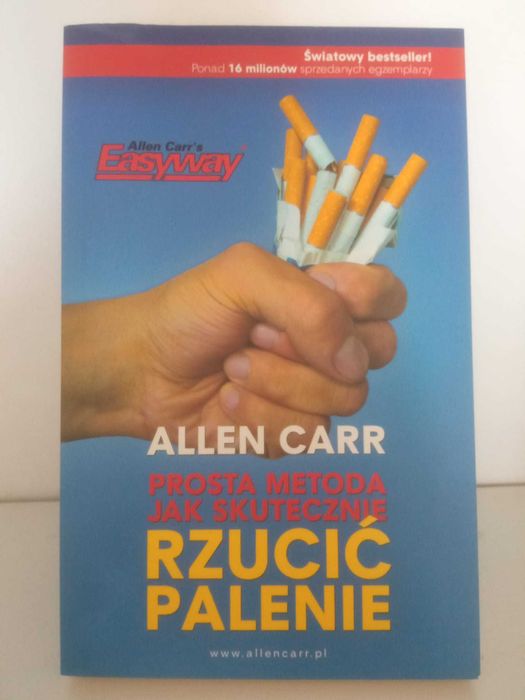 Światowy bestseller!
Ponad 16 milionów sprzedanych egzemplarzy
Allen Carr's
Easyway
ALLEN CARR
PROSTA METODA
JAK SKUTECZNIE
RZUCIĆ
PALENIE
www.allencarr.pl